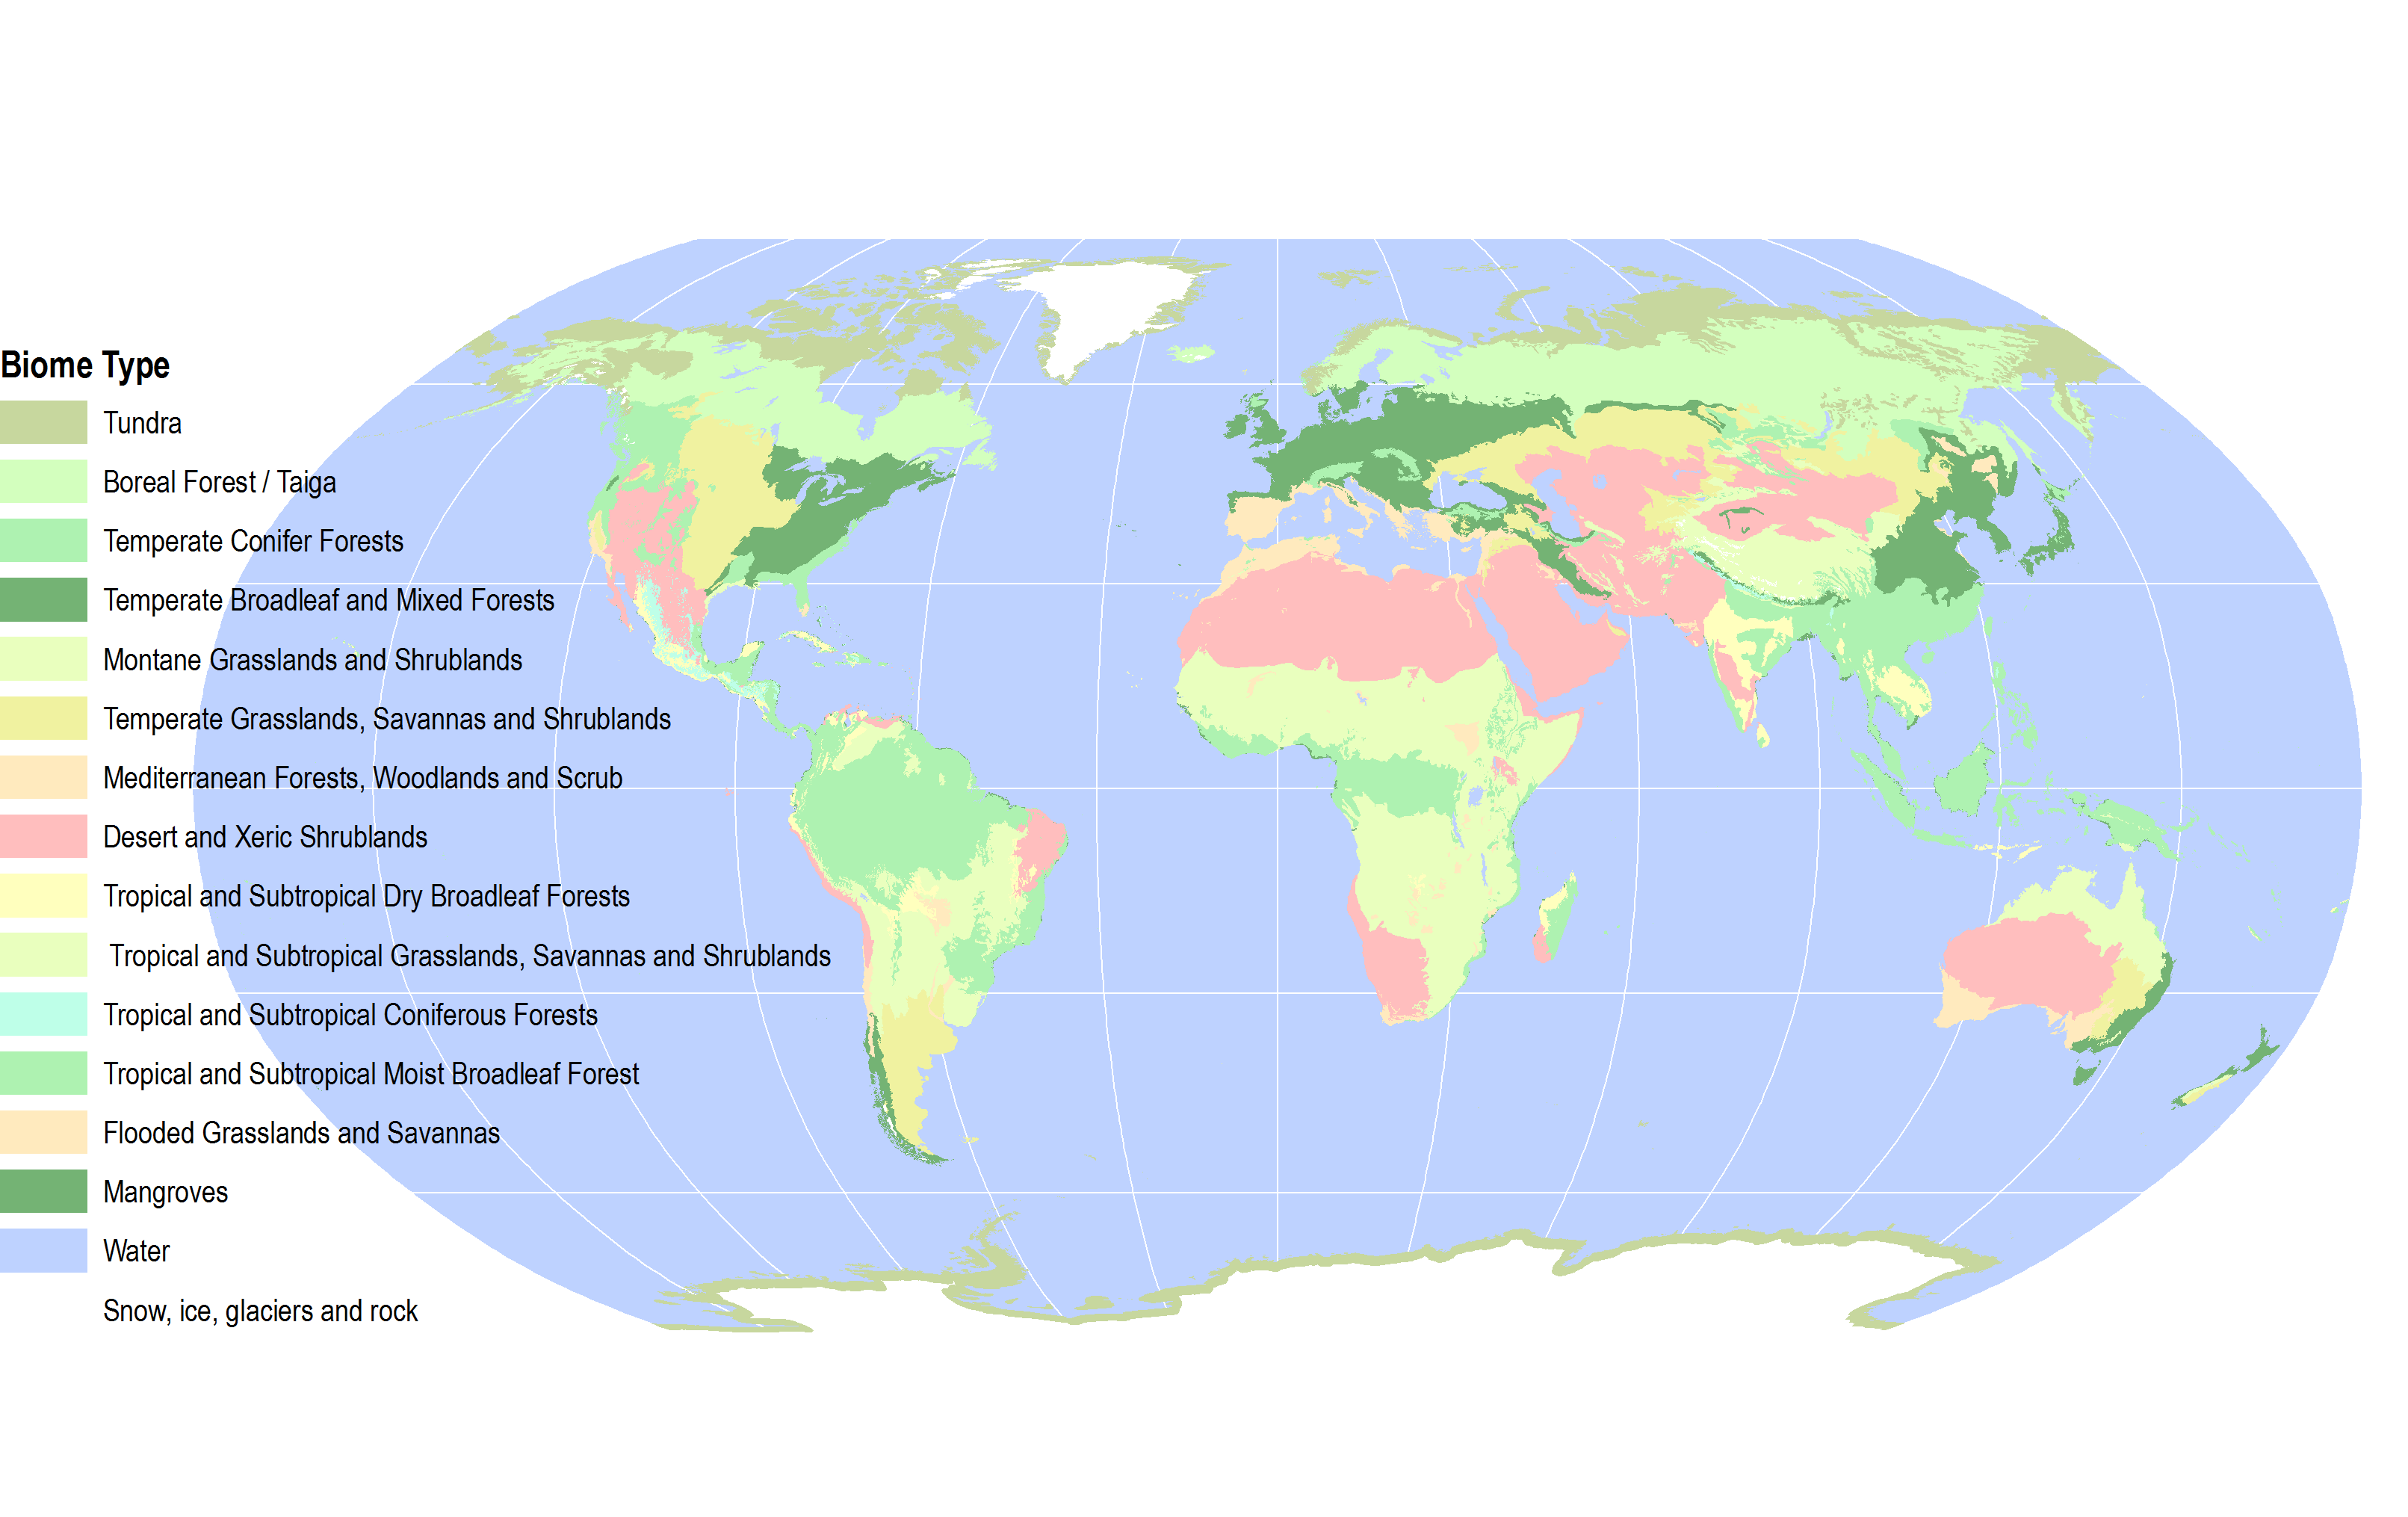 Biome Type
Tundra
Boreal Forest / Taiga
Temperate Conifer Forests
Temperate Broadleaf and Mixed Forests
Montane Grasslands and Shrublands
Temperate Grasslands, Savannas and Shrublands
Mediterranean Forests, Woodlands and Scrub
Desert and Xeric Shrublands
Tropical and Subtropical Dry Broadleaf Forests
Tropical and Subtropical Grasslands, Savannas and Shrublands
Tropical and Subtropical Coniferous Forests
Tropical and Subtropical Moist Broadleaf Forest
Flooded Grasslands and Savannas
Mangroves
Water
Snow, ice, glaciers and rock